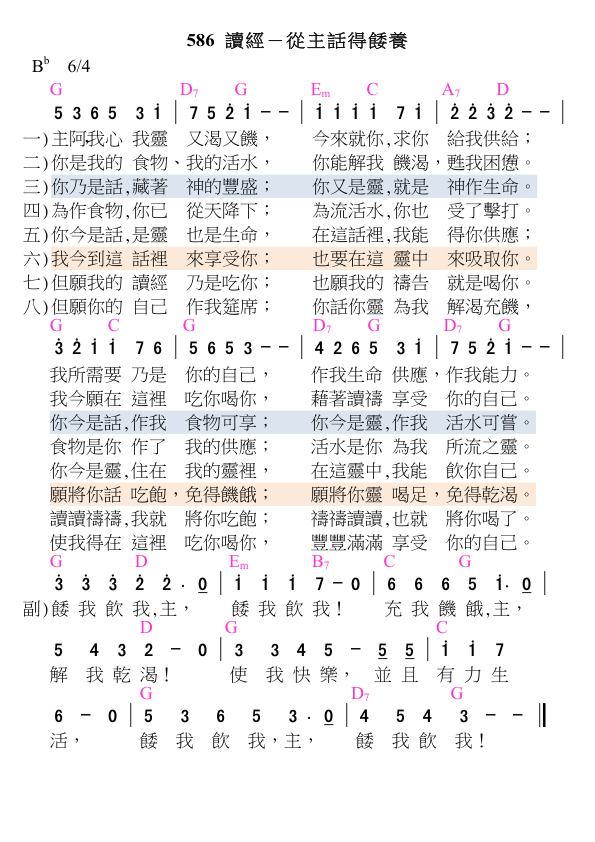 586 讀經－從主話得餧養
Bb 6/4
G D7 G Em C A7 D
5 3 6 5 3 i | 7 5 2̇ i － － | i i i i 7 i | 2̇ 2̇ 3̇ 2̇ － － |
一)主阿,我心 我靈 又渴又饑， 今來就你,求你 給我供給；
二)你是我的 食物、我的活水， 你能解我 饑渴，甦我困憊。
三)你乃是話,藏著 神的豐盛； 你又是靈,就是 神作生命。
四)為作食物,你已 從天降下； 為流活水,你也 受了擊打。
五)你今是話,是靈 也是生命， 在這話裡,我能 得你供應；
六)我今到這 話裡 來享受你； 也要在這 靈中 來吸取你。
七)但願我的 讀經 乃是吃你； 也願我的 禱告 就是喝你。
八)但願你的 自己 作我筵席； 你話你靈 為我 解渴充饑，
G C G D7 G D7 G
3̇ 2̇ i i 7 6 | 5 6 5 3 － － | 4 2 6 5 3 i | 7 5 2̇ i － － |
我所需要 乃是 你的自己， 作我生命 供應，作我能力。
我今願在 這裡 吃你喝你， 藉著讀禱 享受 你的自己。
你今是話,作我 食物可享； 你今是靈,作我 活水可嘗。
食物是你 作了 我的供應； 活水是你 為我 所流之靈。
你今是靈,住在 我的靈裡， 在這靈中,我能 飲你自己。
願將你話 吃飽，免得饑餓； 願將你靈 喝足，免得乾渴。
讀讀禱禱,我就 將你吃飽； 禱禱讀讀,也就 將你喝了。
使我得在 這裡 吃你喝你， 豐豐滿滿 享受 你的自己。
G D Em B7 C G
3̇ 3̇ 3̇ 2̇ 2̇ . 0 | i i i 7 － 0 | 6 6 6 5 i . 0 |
副)餧 我 飲 我,主， 餧 我 飲 我！ 充 我 饑 餓,主，
D G C
5 4 3 2 － 0 | 3 3 4 5 － 5 5 | i i 7
解 我 乾 渴！ 使 我 快 樂， 並 且 有 力 生
G D7 G
6 － 0 | 5 3 6 5 3 . 0 | 4 5 4 3 － － ‖
活， 餧 我 飲 我，主， 餧 我 飲 我！